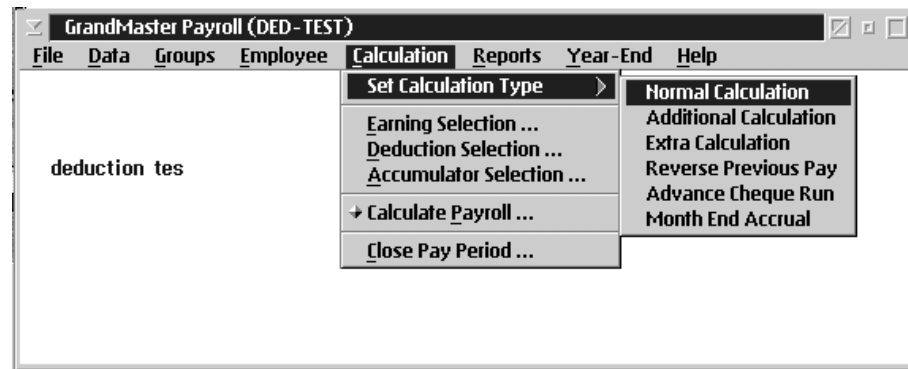 GrandMaster Payroll (DED-TEST)
File Data Groups Employee Calculation Reports Year-End Help
Set Calculation Type
Earning Selection ...
Deduction Selection ...
Accumulator Selection ...
Calculate Payroll ...
Close Pay Period ...
Normal Calculation
Additional Calculation
Extra Calculation
Reverse Previous Pay
Advance Cheque Run
Month End Accrual
deduction tes